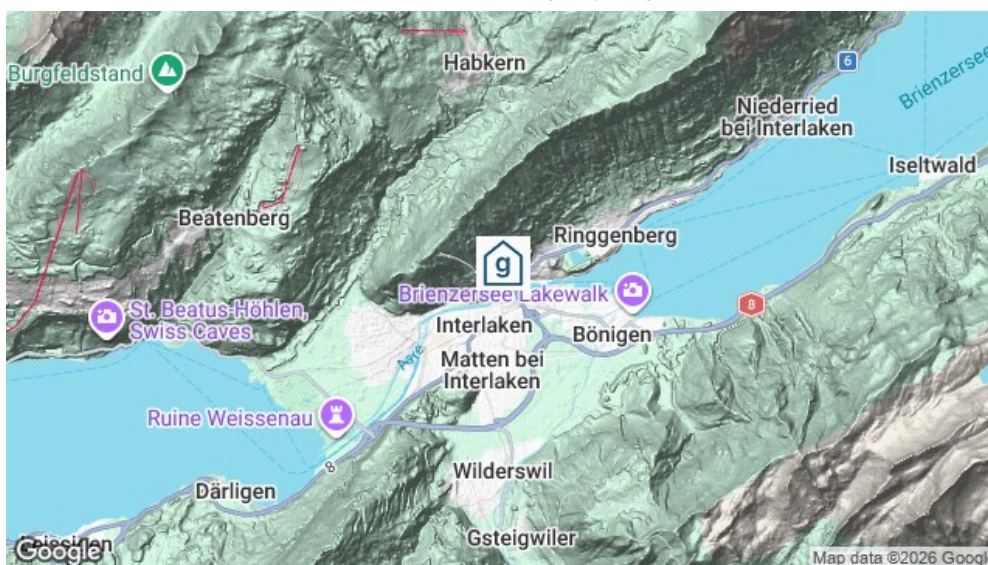 Habkern
Burgfeldstand
6
Brienzersee
Niederried
bei Interlaken
Iseltwald
Beatenberg
Ringgenberg
g
Brienzersee Lakewalk
8
St. Beatus-Höhlen,
Swiss Caves
Interlaken
Bönigen
Aare
Matten bei
Interlaken
Ruine Weissenau
8
Wilderswil
Därligen
Gsteigwiler
Google
Map data ©2026 Google